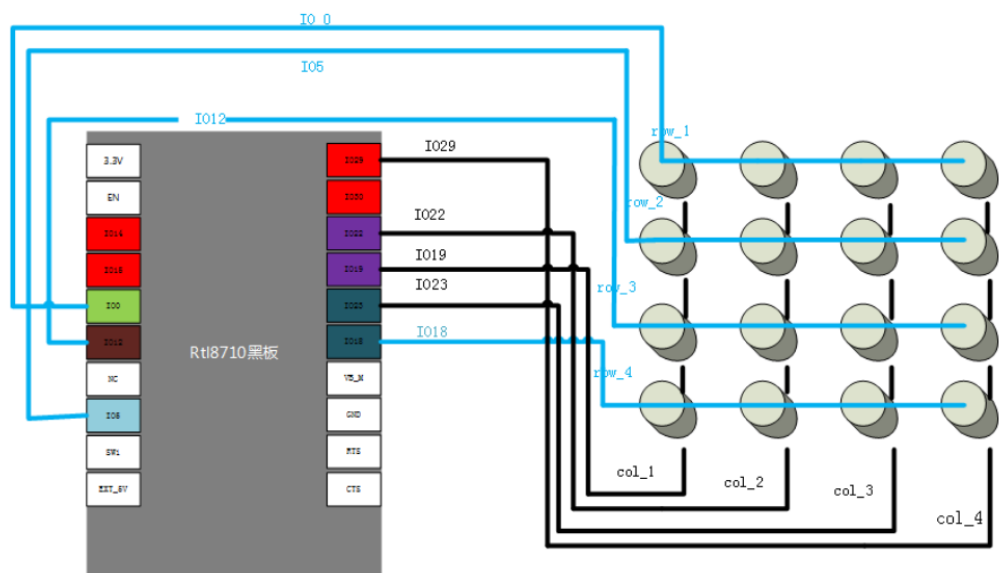 IO_0
IO5
IO12
IO29
row_1
3.3V
IO29
EN
IO30
row_2
IO14
IO22
IO22
IO19
IO19
row_3
IO0
IO23
IO23
IO12
IO18
IO18
Rtl8710黑板
row_4
NC
VB_M
IO5
GND
SW1
RTS
col_1
col_2
col_3
EXT_5V
CTS
col_4